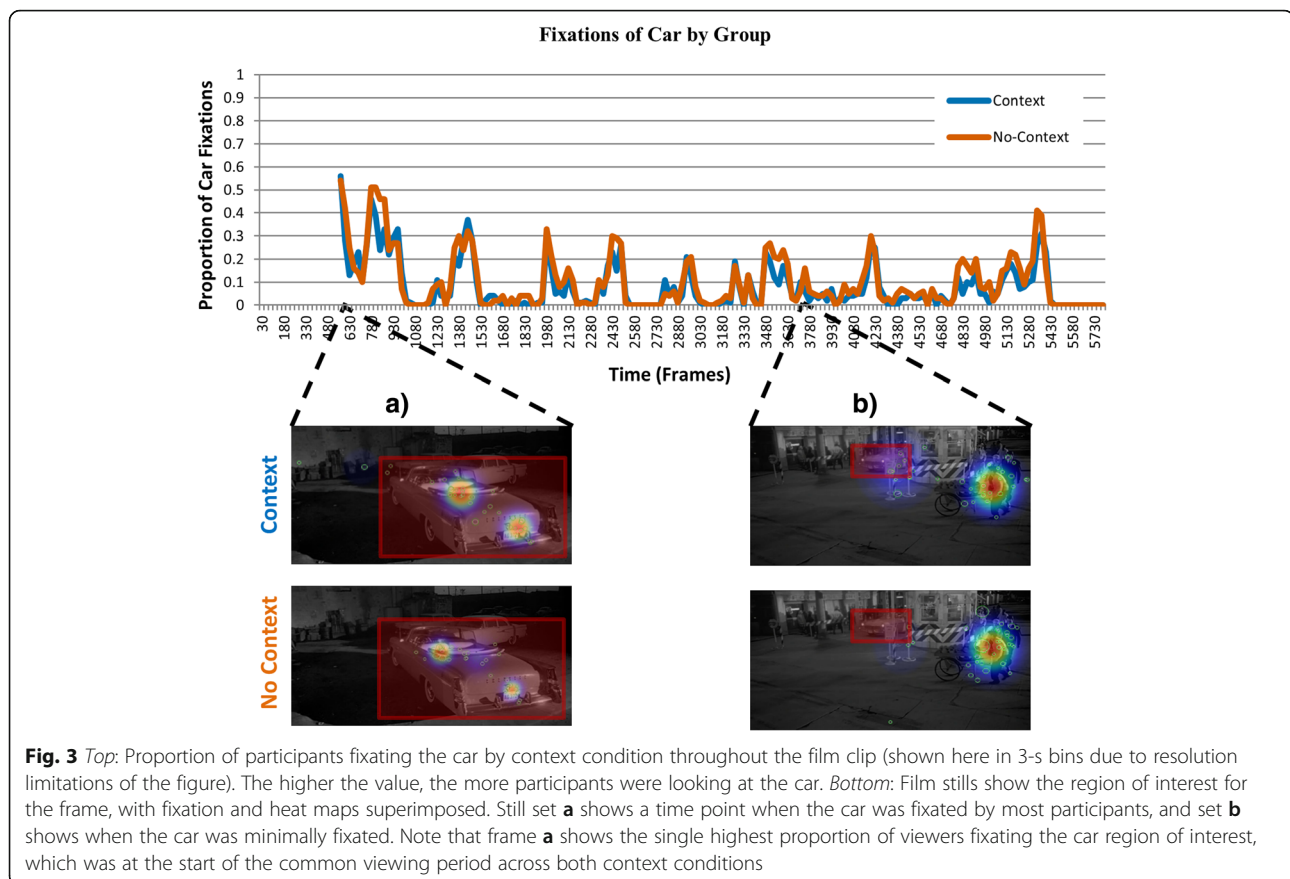 Fixations of Car by Group
1
0.9
0.8
0.7
0.6
0.5
0.4
0.3
0.2
0.1
0
Proportion of Car Fixations
Context
No-Context
30 180 330 480 630 780 930 1080 1230 1380 1530 1680 1830 1980 2130 2280 2430 2580 2730 2880 3030 3180 3330 3480 3630 3780 3930 4080 4230 4380 4530 4680 4830 4980 5130 5280 5430 5580 5730
Time (Frames)
a)
b)
Context
No Context
Fig. 3 Top: Proportion of participants fixating the car by context condition throughout the film clip (shown here in 3-s bins due to resolution
limitations of the figure). The higher the value, the more participants were looking at the car. Bottom: Film stills show the region of interest for
the frame, with fixation and heat maps superimposed. Still set a shows a time point when the car was fixated by most participants, and set b
shows when the car was minimally fixated. Note that frame a shows the single highest proportion of viewers fixating the car region of interest,
which was at the start of the common viewing period across both context conditions